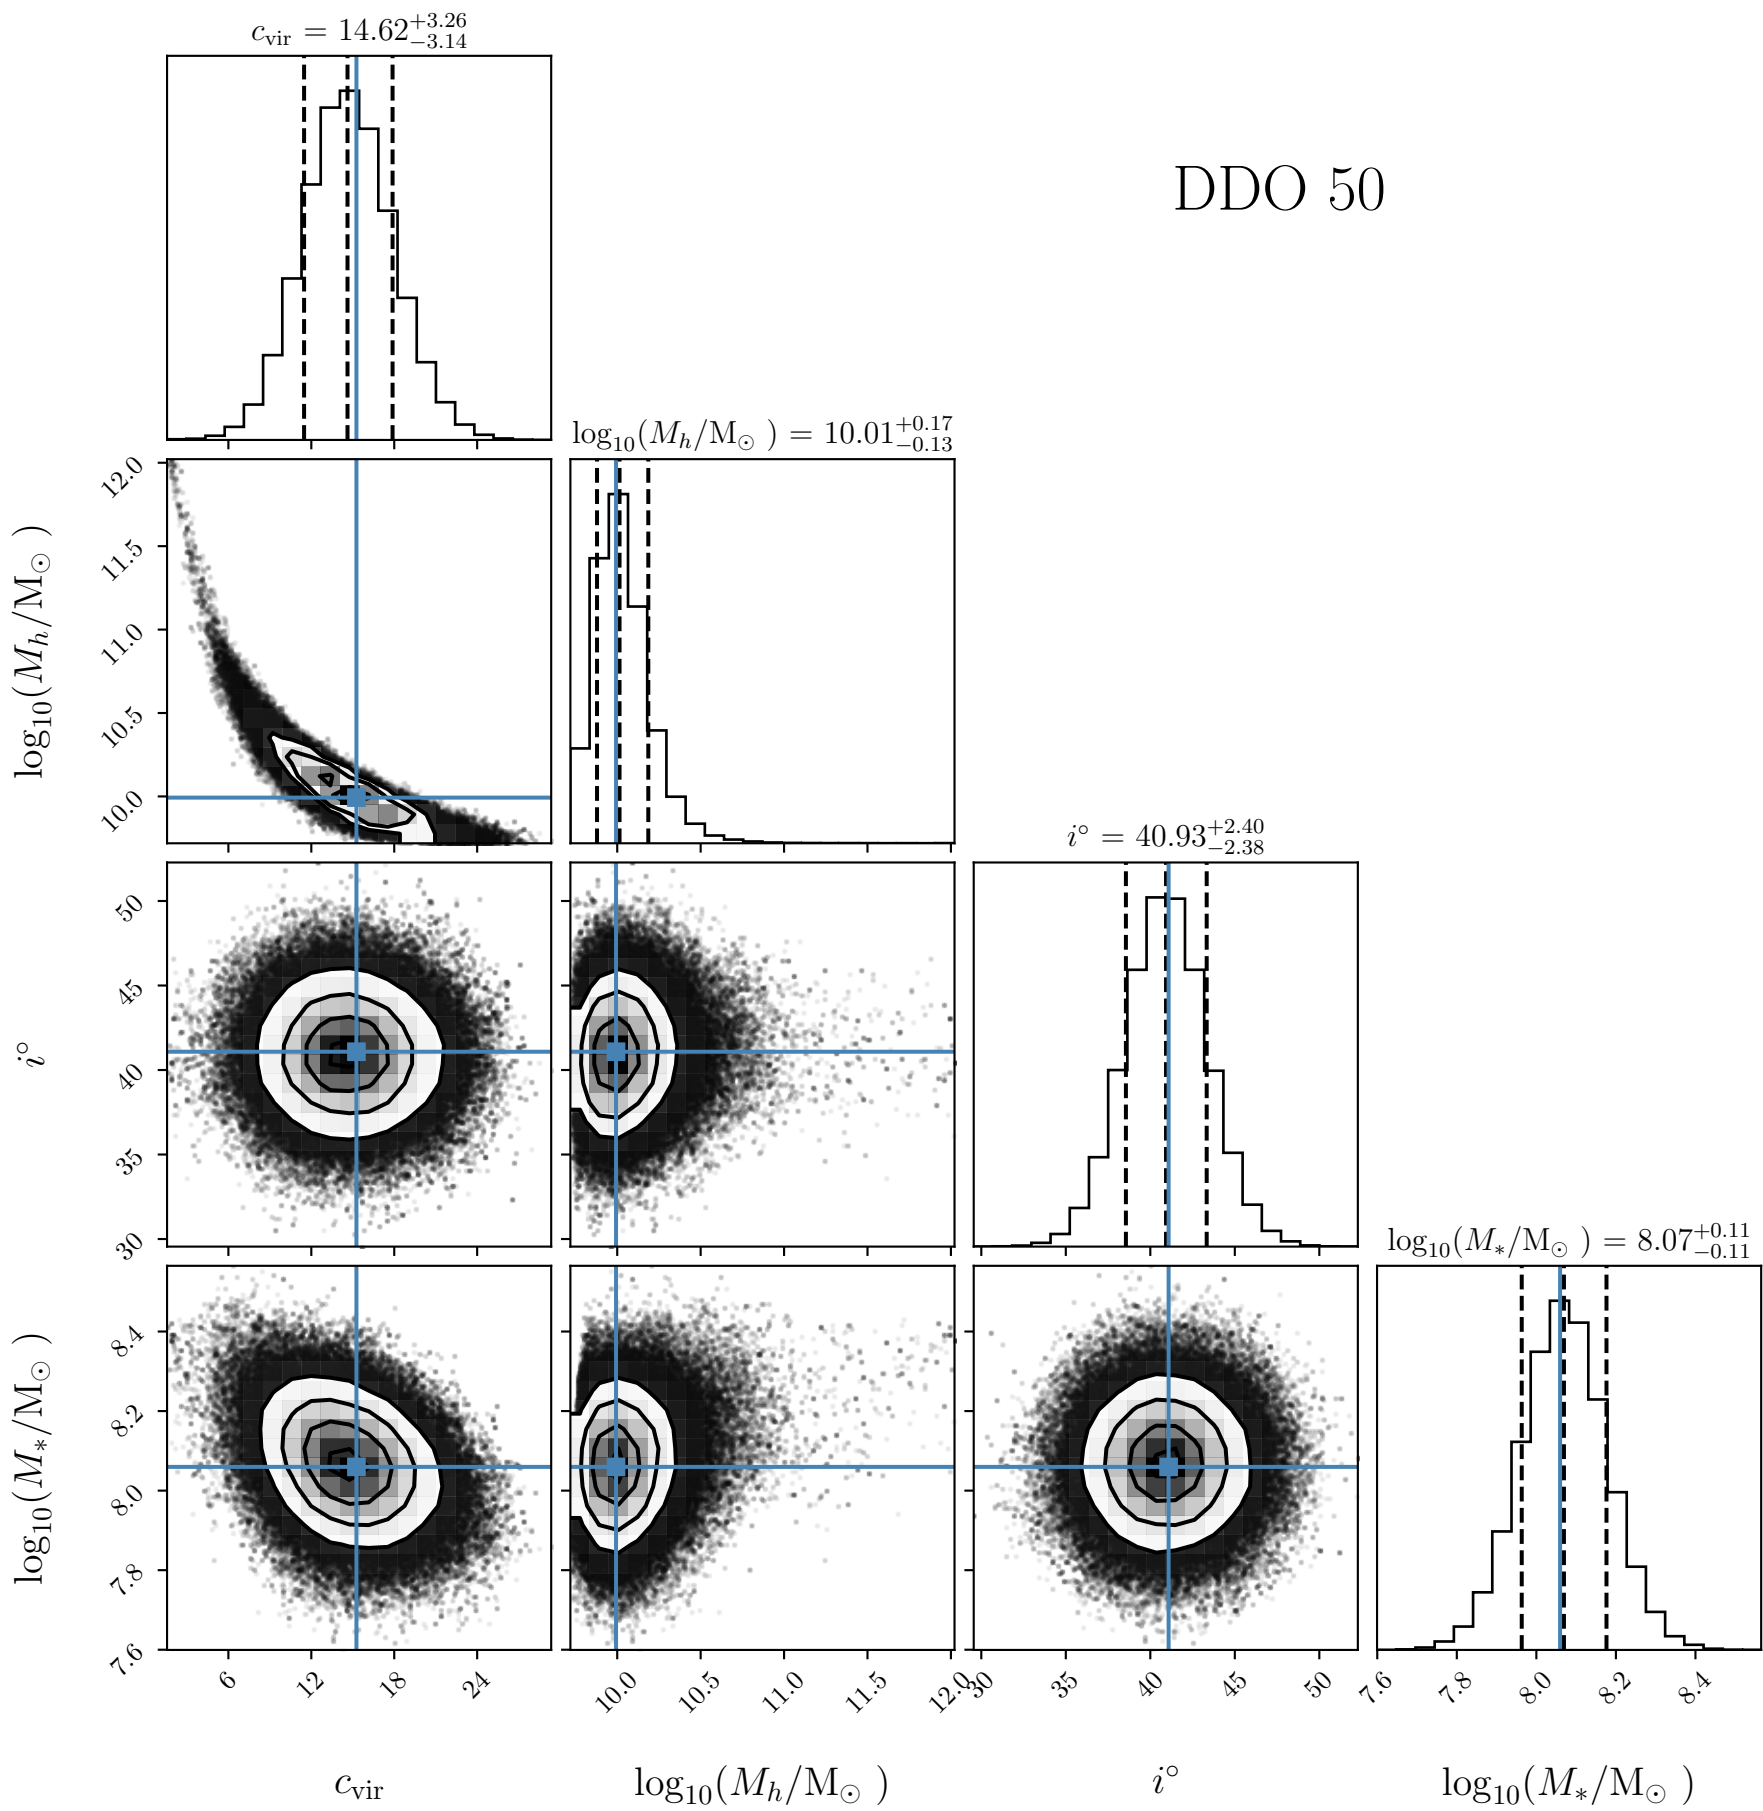 c_vir = 14.62 +3.26 −3.14
DDO 50
log10(M_h/M⊙ ) = 10.01 +0.17 −0.13
12.0
11.5
11.0
10.5
10.0
log10(M_h/M⊙ )
i° = 40.93 +2.40 −2.38
50
45
40
35
30
i°
log10(M_*/M⊙ ) = 8.07 +0.11 −0.11
8.4
8.2
8.0
7.8
7.6
log10(M_*/M⊙ )
6 12 18 24 10.0 10.5 11.0 11.5 12.0 30 35 40 45 50 7.6 7.8 8.0 8.2 8.4
c_vir log10(M_h/M⊙ ) i° log10(M_*/M⊙ )